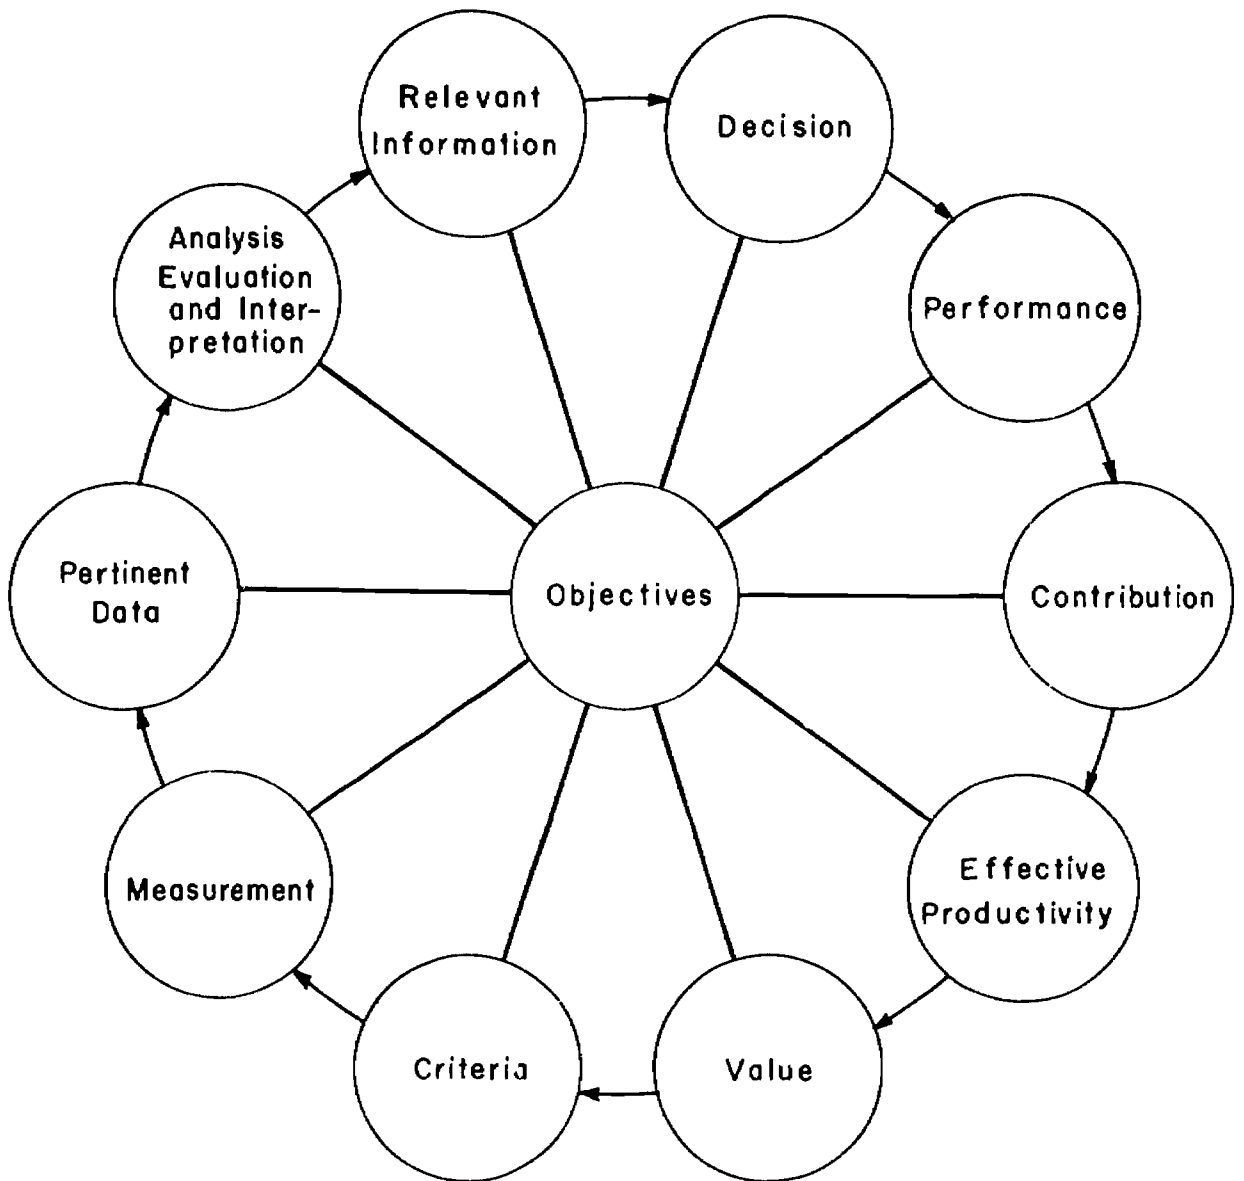 Relevant
Information
Decision
Analysis
Evaluation
and Inter-
pretation
Performance
Pertinent
Data
Objectives
Contribution
Measurement
Effective
Productivity
Criteria
Value